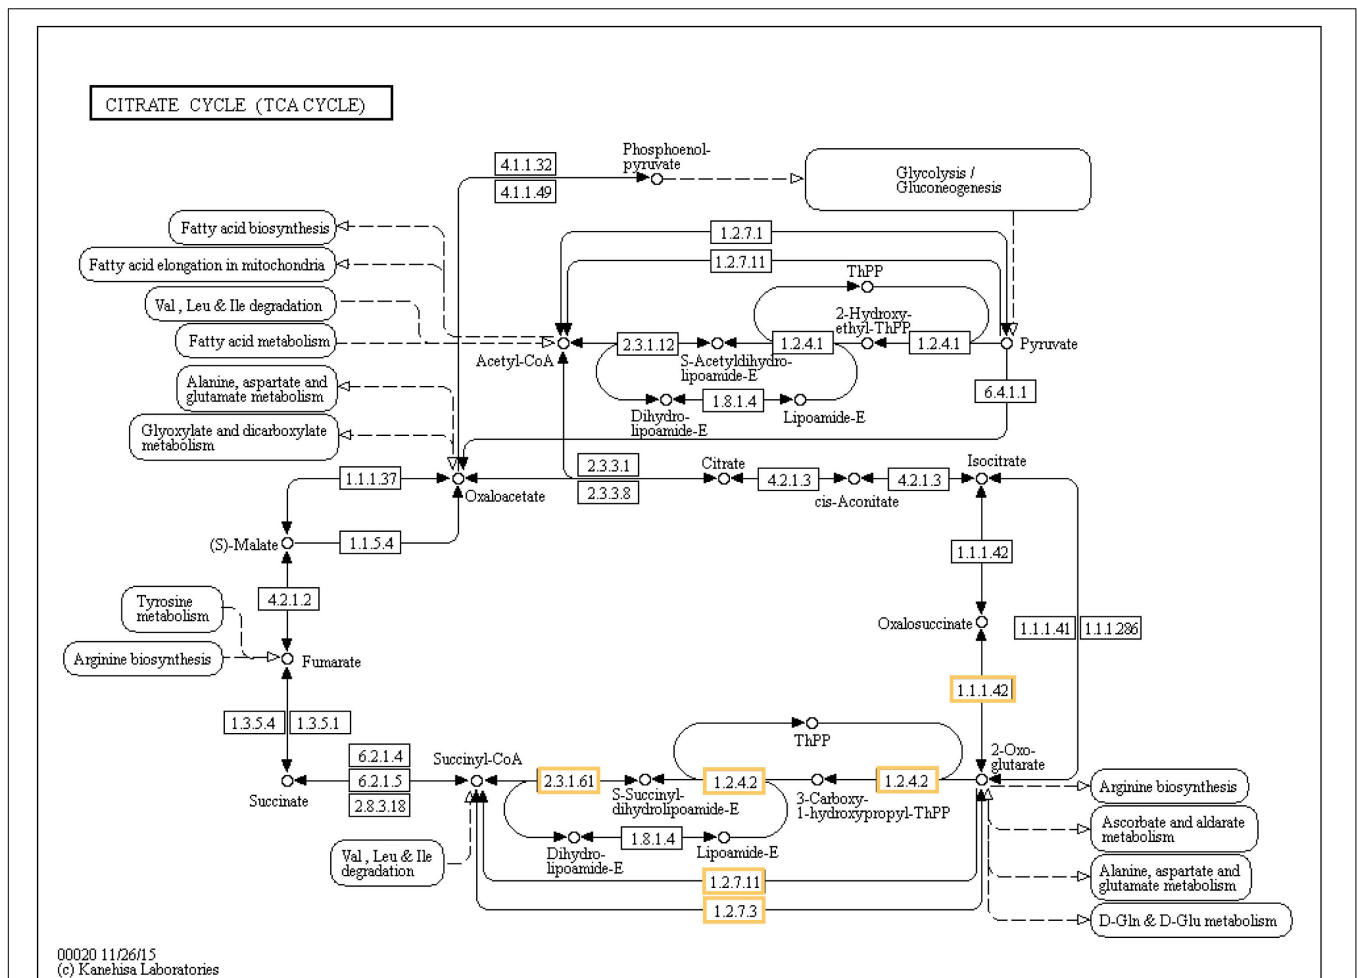 CITRATE CYCLE (TCA CYCLE)
Phosphoenol-
pyruvate
4.1.1.32
4.1.1.49
Glycolysis /
Gluconeogenesis
Fatty acid biosynthesis
Fatty acid elongation in mitochondria
Val, Leu & Ile degradation
Fatty acid metabolism
Alanine, aspartate and
glutamate metabolism
Glyoxylate and dicarboxylate
metabolism
1.2.7.1
1.2.7.11
ThPP
2-Hydroxy-
ethyl-ThPP
Acetyl-CoA
2.3.1.12
S-Acetyldihydro-
lipoamide-E
1.2.4.1
1.2.4.1
Pyruvate
Dihydro-
lipoamide-E
1.8.1.4
Lipoamide-E
6.4.1.1
1.1.1.37
Oxaloacetate
2.3.3.1
2.3.3.8
Citrate
4.2.1.3
cis-Aconitate
4.2.1.3
Isocitrate
(S)-Malate
1.1.5.4
1.1.1.42
4.2.1.2
Tyrosine
metabolism
Arginine biosynthesis
Fumarate
Oxalosuccinate
1.1.1.41
1.1.1.286
1.1.1.42
1.3.5.4
1.3.5.1
ThPP
6.2.1.4
6.2.1.5
2.8.3.18
Succinate
Succinyl-CoA
2.3.1.61
S-Succinyl-
dihydrolipoamide-E
1.2.4.2
3-Carboxy-
1-hydroxypropyl-ThPP
1.2.4.2
2-Oxo-
glutarate
Dihydro-
lipoamide-E
1.8.1.4
Lipoamide-E
Val, Leu & Ile
degradation
1.2.7.11
1.2.7.3
Arginine biosynthesis
Ascorbate and aldarate
metabolism
Alanine, aspartate and
glutamate metabolism
D-Gln & D-Glu metabolism
00020 11/26/15
(c) Kanehisa Laboratories